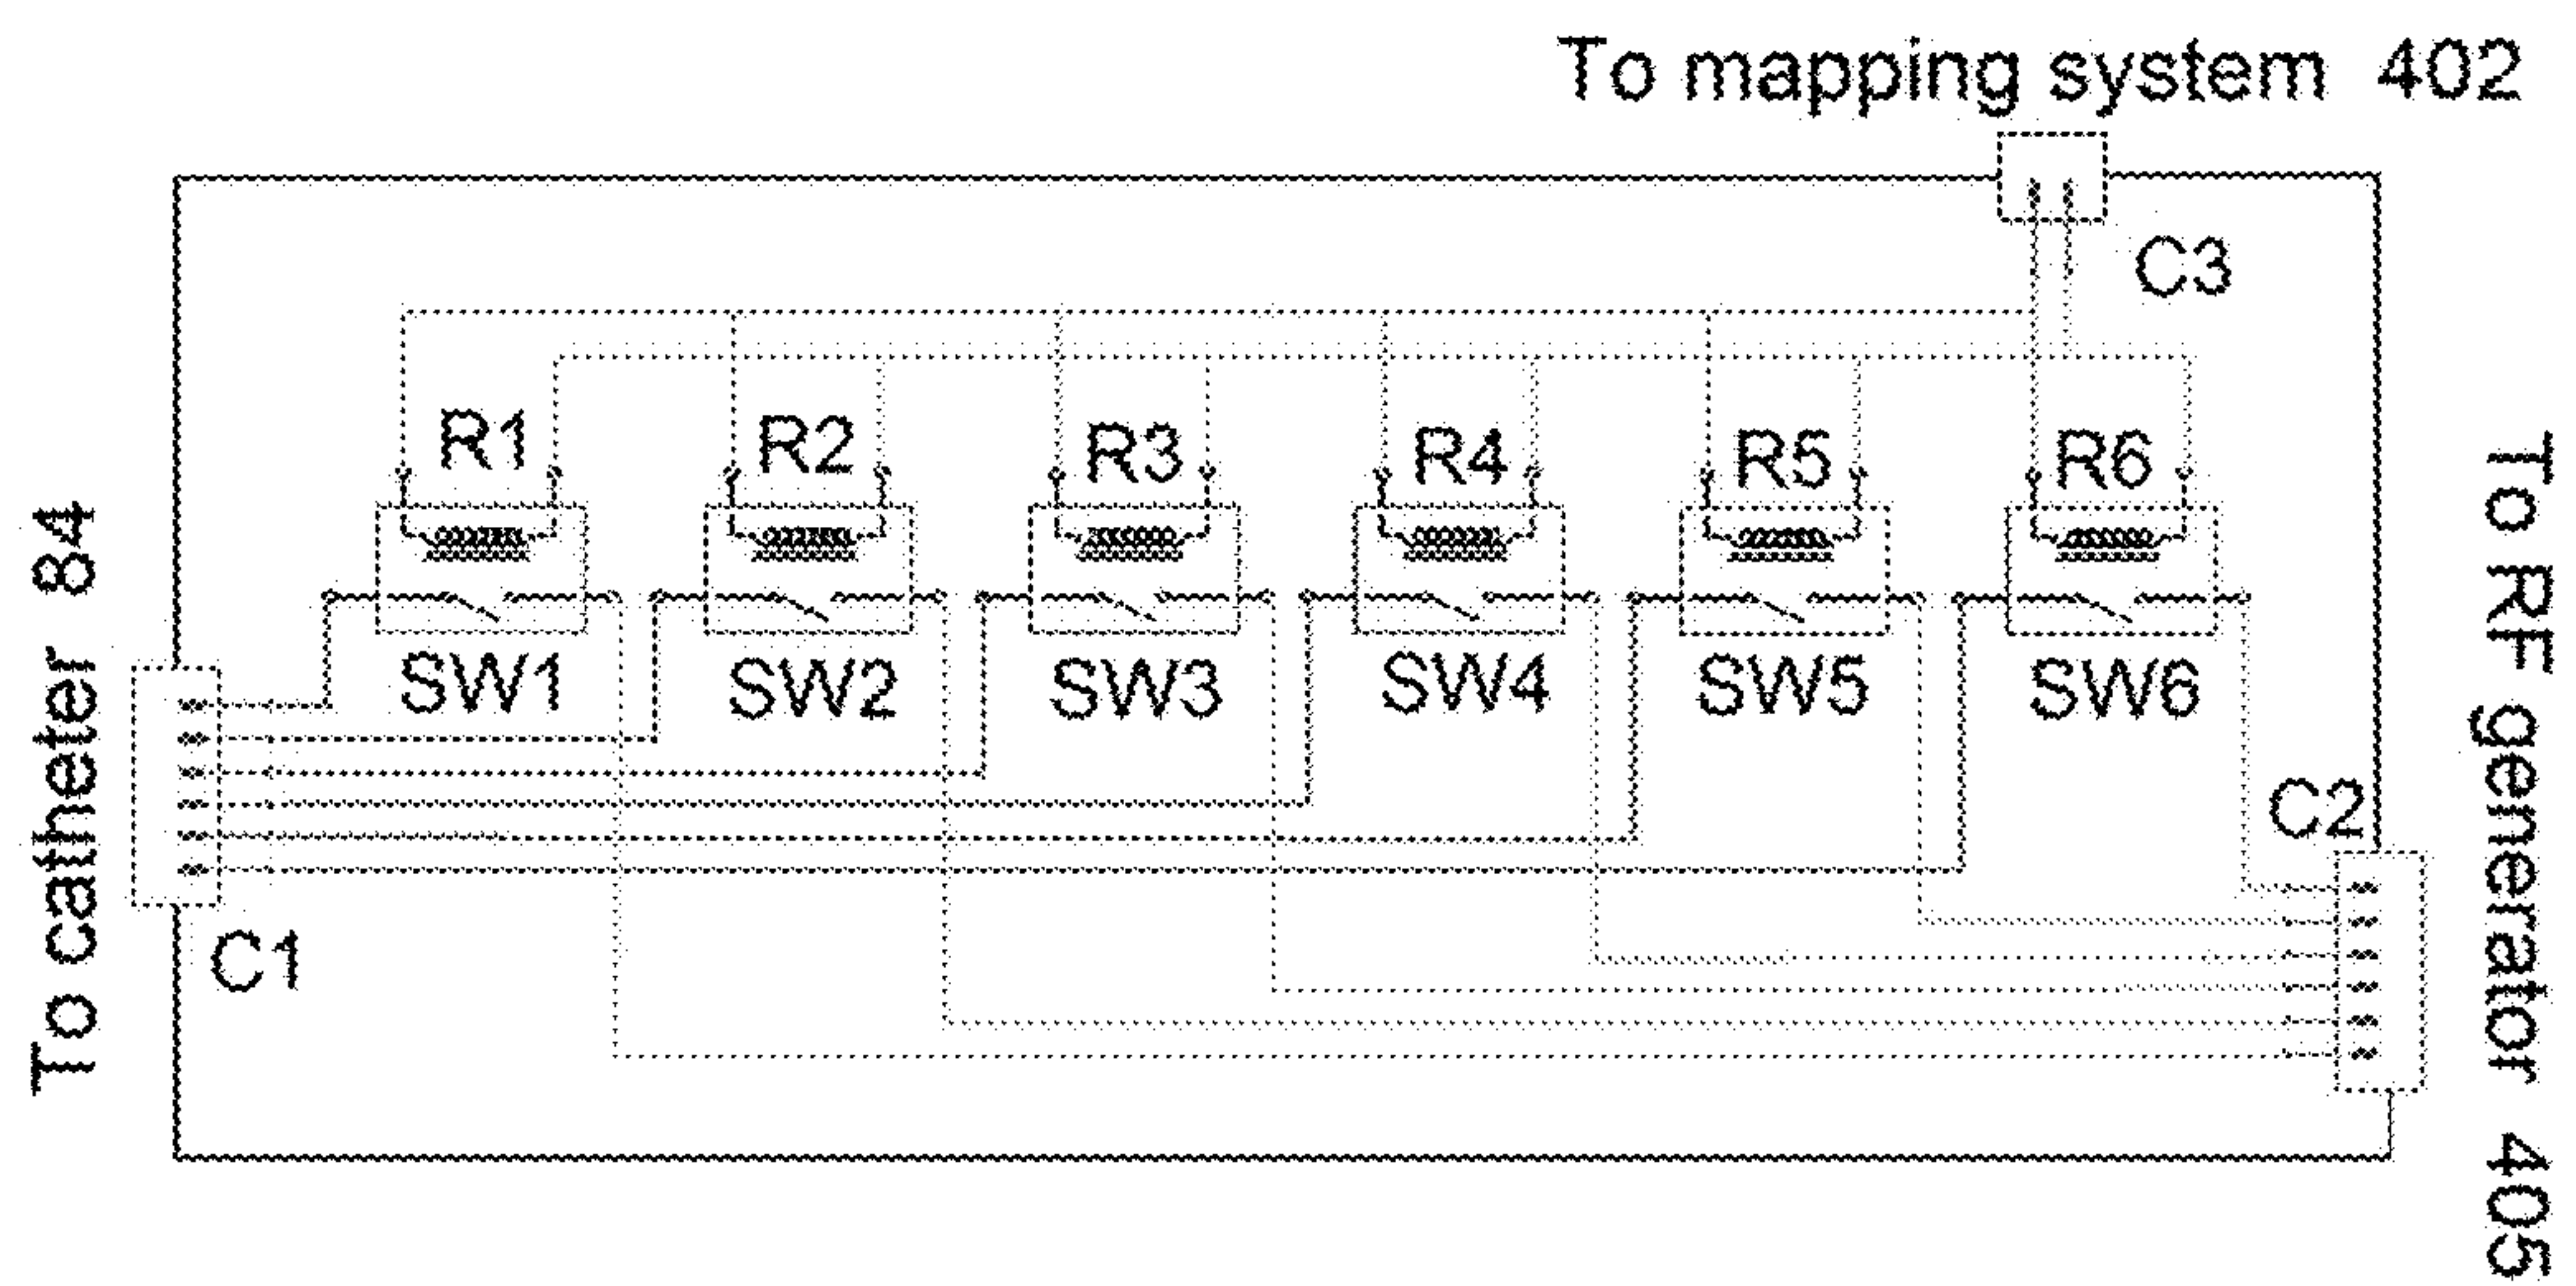 To mapping system 402
C3
R1 R2 R3 R4 R5 R6
SW1 SW2 SW3 SW4 SW5 SW6
To catheter 84
C1
C2
To RF generator 405